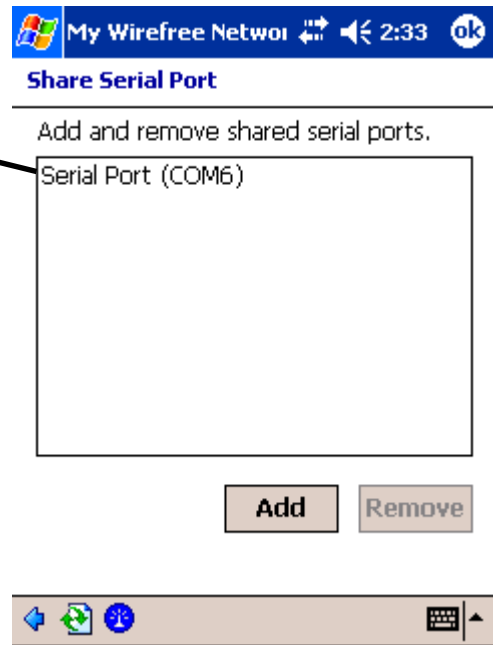 My Wirefree Networ 2:33 ok
Share Serial Port
Add and remove shared serial ports.
Serial Port (COM6)
Add Remove